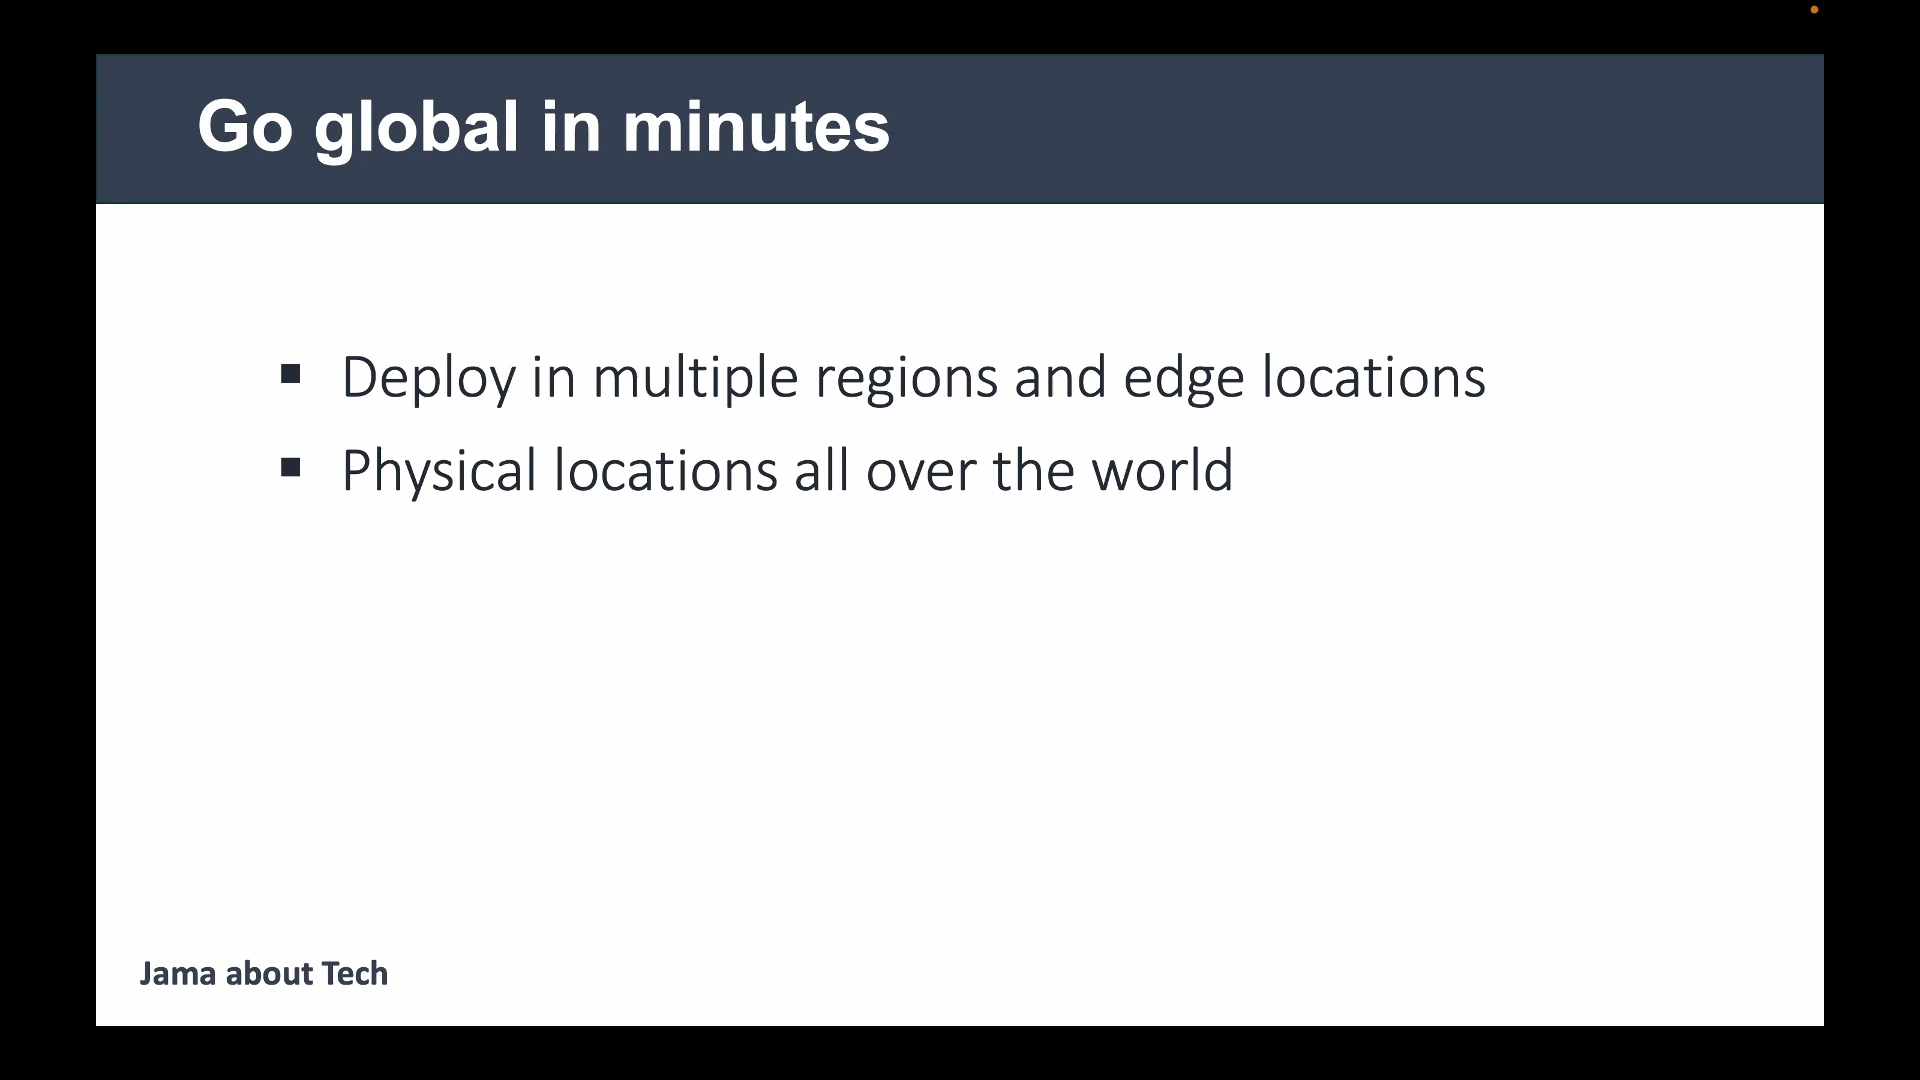 Go global in minutes
▪ Deploy in multiple regions and edge locations
▪ Physical locations all over the world
Jama about Tech